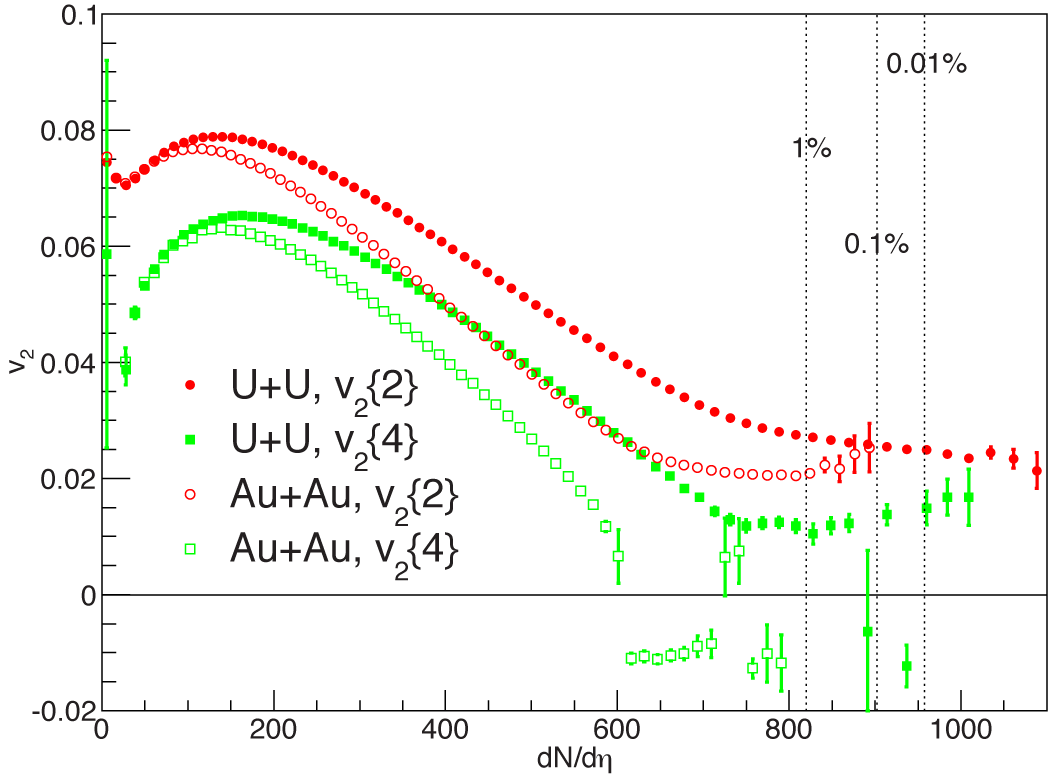 0.1
0.01%
0.08
1%
0.06
0.1%
v₂
0.04
U+U, v₂{2}
U+U, v₂{4}
0.02
Au+Au, v₂{2}
Au+Au, v₂{4}
0
-0.02
0 200 400 600 800 1000
dN/dη